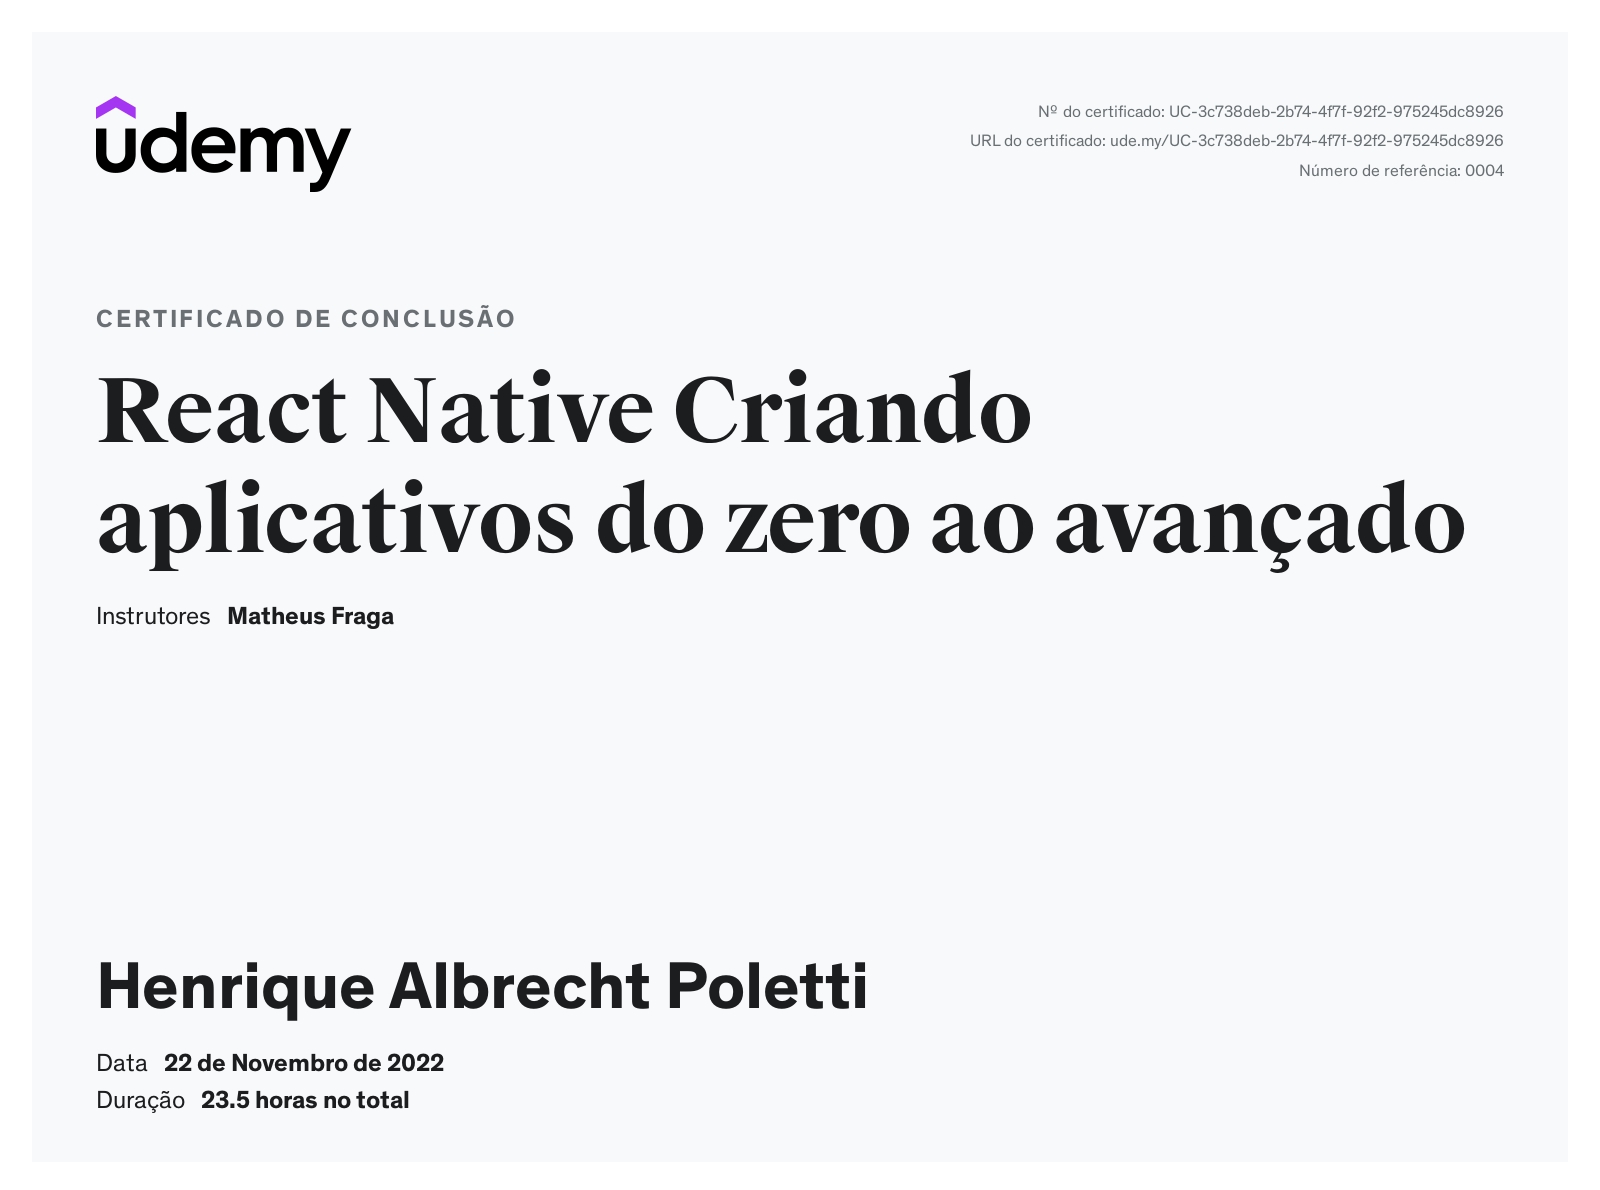 udemy
Nº do certificado: UC-3c738deb-2b74-4f7f-92f2-975245dc8926
URL do certificado: ude.my/UC-3c738deb-2b74-4f7f-92f2-975245dc8926
Número de referência: 0004
CERTIFICADO DE CONCLUSÃO
React Native Criando
aplicativos do zero ao avançado
Instrutores Matheus Fraga
Henrique Albrecht Poletti
Data 22 de Novembro de 2022
Duração 23.5 horas no total